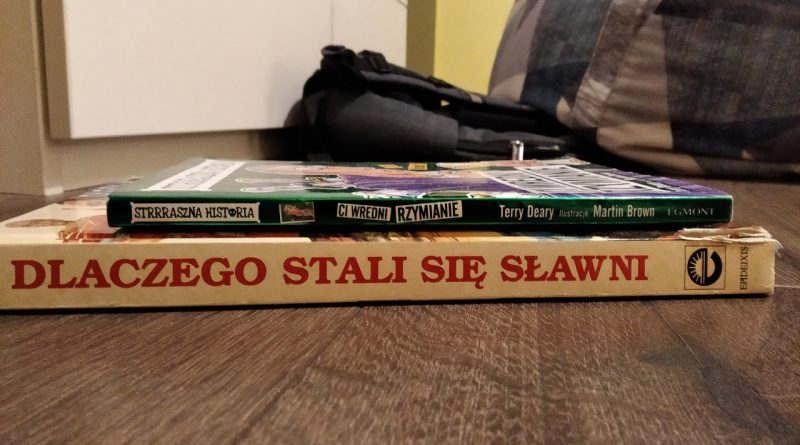 STRRRASZNA HISTORIA CI WREDNI RZYMIANIE Terry Deary Ilustracje Martin Brown EGMONT
DLACZEGO STALI SIĘ SŁAWNI EPIDEIXIS